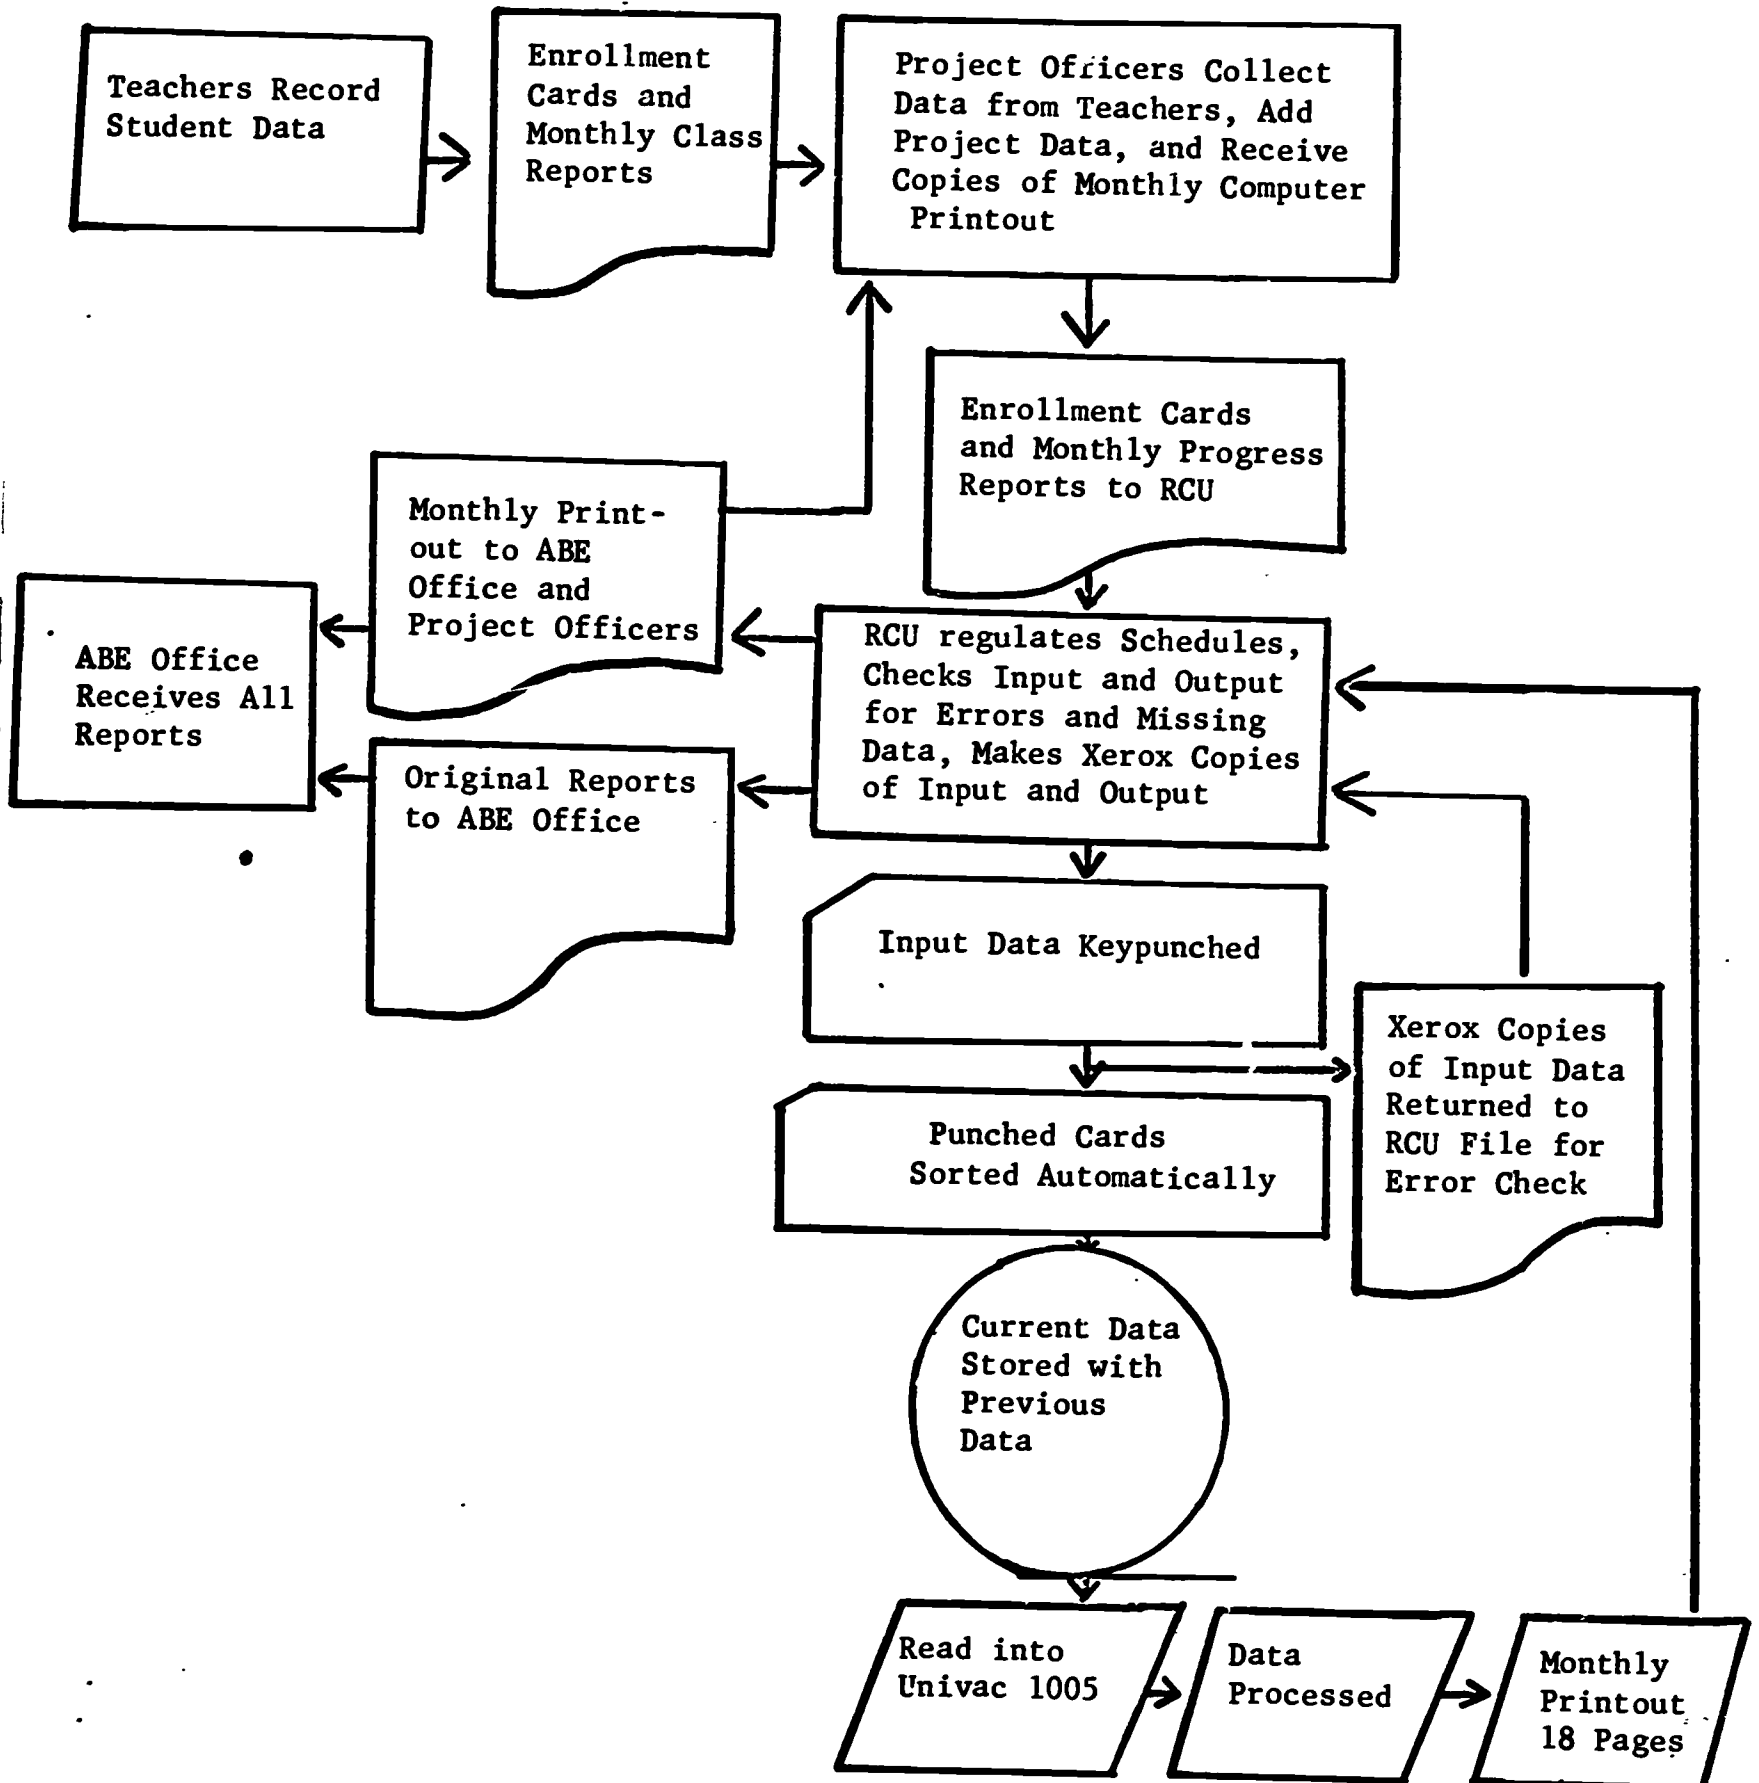 Teachers Record
Student Data
Enrollment
Cards and
Monthly Class
Reports
Project Officers Collect
Data from Teachers, Add
Project Data, and Receive
Copies of Monthly Computer
Printout
Enrollment Cards
and Monthly Progress
Reports to RCU
Monthly Print-
out to ABE
Office and
Project Officers
ABE Office
Receives All
Reports
RCU regulates Schedules,
Checks Input and Output
for Errors and Missing
Data, Makes Xerox Copies
of Input and Output
Original Reports
to ABE Office
Input Data Keypunched
Xerox Copies
of Input Data
Returned to
RCU File for
Error Check
Punched Cards
Sorted Automatically
Current Data
Stored with
Previous
Data
Read into
Univac 1005
Data
Processed
Monthly
Printout
18 Pages